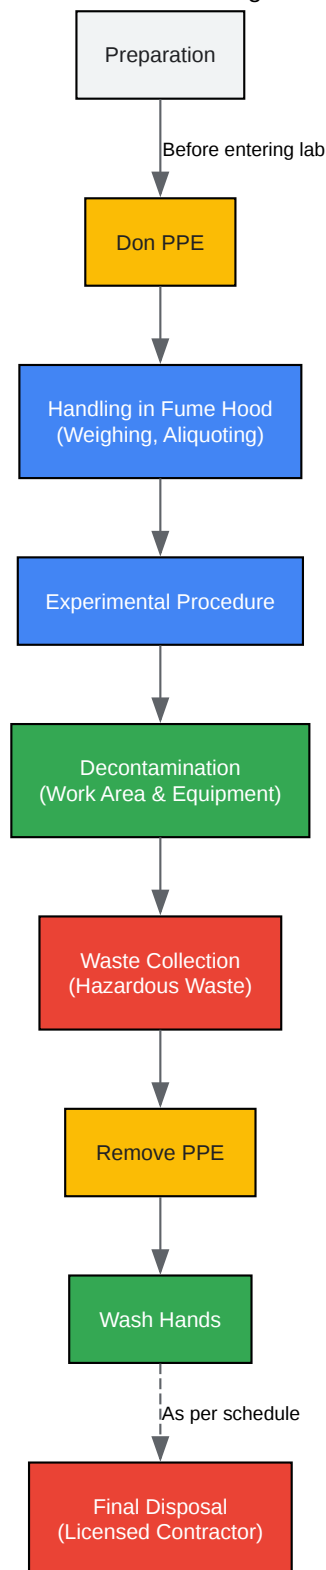 Preparation
Before entering lab
Don PPE
Handling in Fume Hood
(Weighing, Aliquoting)
Experimental Procedure
Decontamination
(Work Area & Equipment)
Waste Collection
(Hazardous Waste)
Remove PPE
Wash Hands
As per schedule
Final Disposal
(Licensed Contractor)